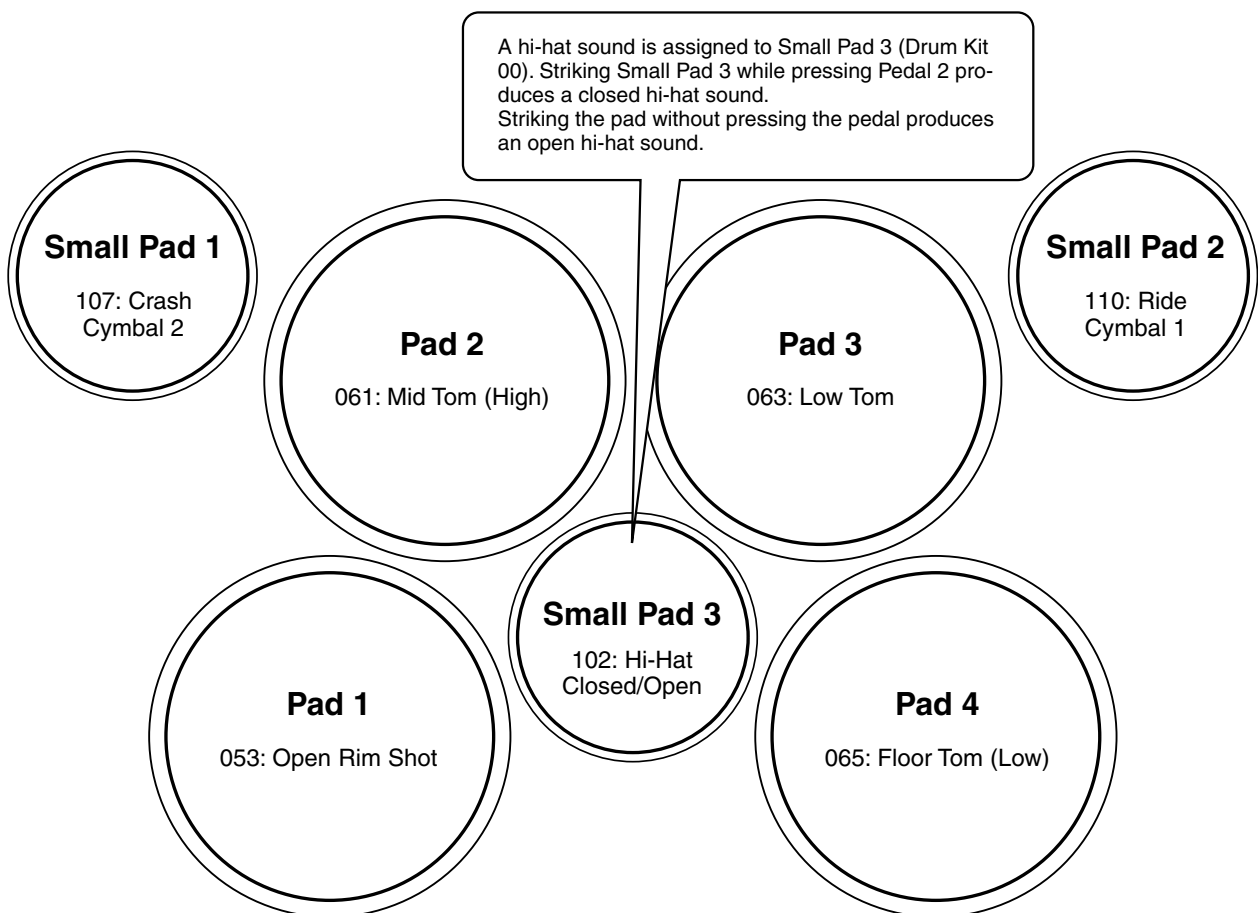 A hi-hat sound is assigned to Small Pad 3 (Drum Kit
00). Striking Small Pad 3 while pressing Pedal 2 pro-
duces a closed hi-hat sound.
Striking the pad without pressing the pedal produces
an open hi-hat sound.
Small Pad 1
107: Crash
Cymbal 2
Small Pad 2
110: Ride
Cymbal 1
Pad 2
061: Mid Tom (High)
Pad 3
063: Low Tom
Small Pad 3
102: Hi-Hat
Closed/Open
Pad 1
053: Open Rim Shot
Pad 4
065: Floor Tom (Low)